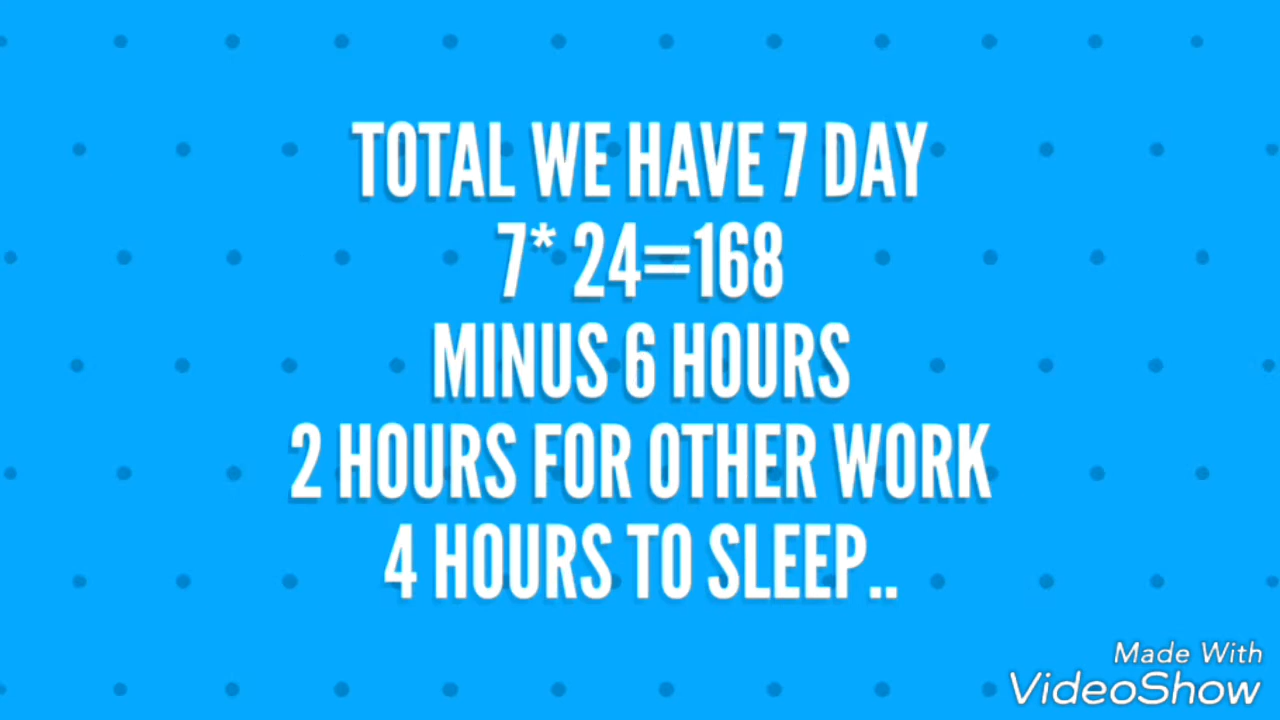 TOTAL WE HAVE 7 DAY
7* 24=168
MINUS 6 HOURS
2 HOURS FOR OTHER WORK
4 HOURS TO SLEEP..
Made With
VideoShow